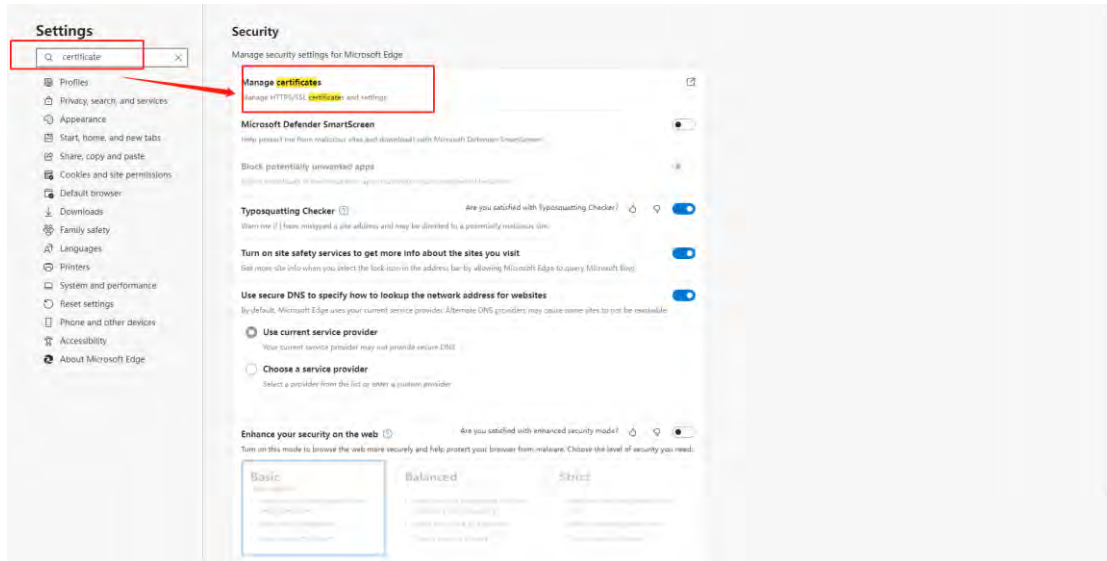 Settings
certificate
Profiles
Privacy, search, and services
Appearance
Start, home, and new tabs
Share, copy and paste
Cookies and site permissions
Default browser
Downloads
Family safety
Languages
Printers
System and performance
Reset settings
Phone and other devices
Accessibility
About Microsoft Edge
Security
Manage security settings for Microsoft Edge
Manage certificates
Manage HTTPS/SSL certificates and settings
Microsoft Defender SmartScreen
Help protect me from malicious sites and downloads with Microsoft Defender SmartScreen
Block potentially unwanted apps
Typosquatting Checker
Are you satisfied with Typosquatting Checker?
Warn me if I have mistyped a site address and may be directed to a potentially malicious site.
Turn on site safety services to get more info about the sites you visit
Get more site info when you select the lock icon in the address bar by allowing Microsoft Edge to query Microsoft Bing
Use secure DNS to specify how to lookup the network address for websites
By default, Microsoft Edge uses your current service provider. Alternate DNS providers may cause some sites to not be reachable.
Use current service provider
Your current service provider may not provide secure DNS
Choose a service provider
Select a provider from the list or enter a custom provider
Enhance your security on the web
Are you satisfied with enhanced security mode?
Turn on this mode to browse the web more securely and help protect your browser from malware. Choose the level of security you need:
Basic
Balanced
Strict